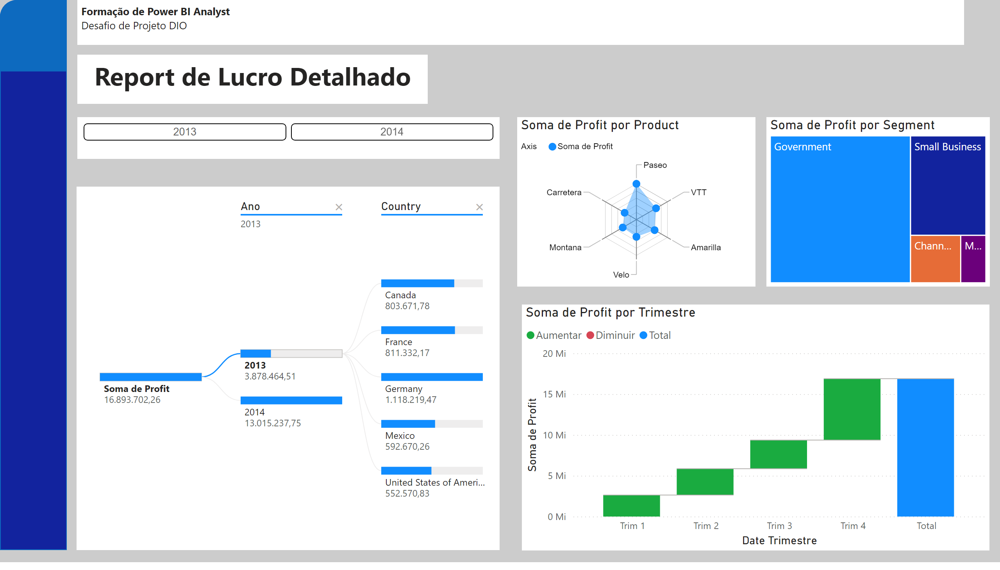 Formação de Power BI Analyst
Desafio de Projeto DIO
Report de Lucro Detalhado
2013
2014
Ano
2013
Country
Soma de Profit
16.893.702,26
2013
3.878.464,51
2014
13.015.237,75
Canada
803.671,78
France
811.332,17
Germany
1.118.219,47
Mexico
592.670,26
United States of Ameri...
552.570,83
Soma de Profit por Product
Axis Soma de Profit
Paseo
VTT
Amarilla
Velo
Montana
Carretera
Soma de Profit por Segment
Government
Small Business
Chann...
M...
Soma de Profit por Trimestre
Aumentar Diminuir Total
Soma de Profit
20 Mi
15 Mi
10 Mi
5 Mi
0 Mi
Trim 1 Trim 2 Trim 3 Trim 4 Total
Date Trimestre